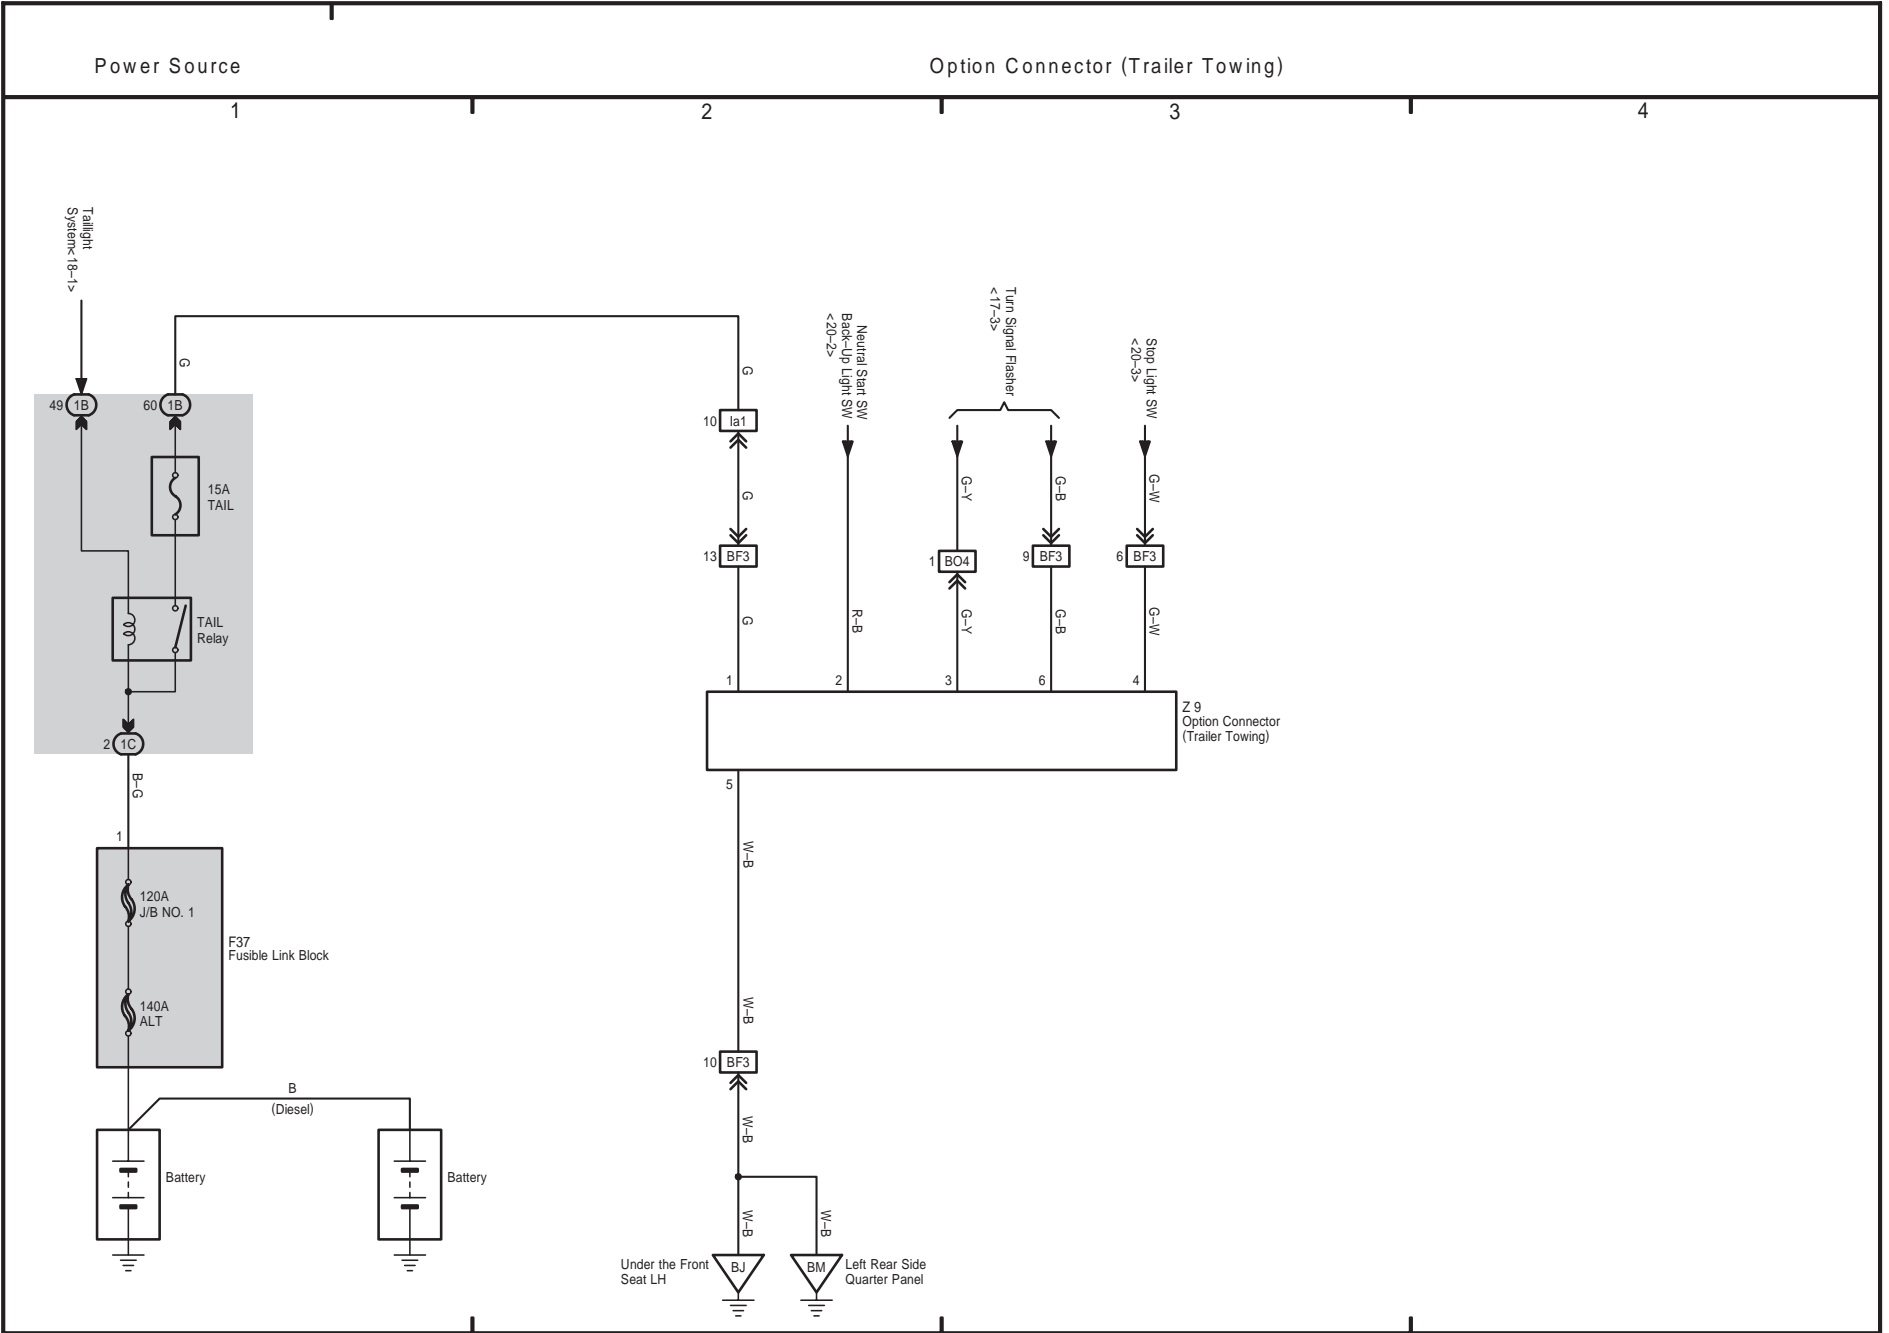 Power Source
Option Connector (Trailer Towing)
1
2
3
4
Taillight
System<18–1>
49 1B
60 1B
G
15A
TAIL
TAIL
Relay
2 1C
B–G
1
120A
J/B NO. 1
F37
Fusible Link Block
140A
ALT
B
(Diesel)
Battery
Battery
G
10 Ia1
G
13 BF3
G
1
Neutral Start SW
Back–Up Light SW
<20–2>
R–B
2
Turn Signal Flasher
<17–3>
G–Y
1 BO4
G–Y
3
G–B
9 BF3
G–B
6
Stop Light SW
<20–3>
G–W
6 BF3
G–W
4
Z 9
Option Connector
(Trailer Towing)
5
W–B
W–B
10 BF3
W–B
W–B
W–B
Under the Front
Seat LH
BJ
BM
Left Rear Side
Quarter Panel